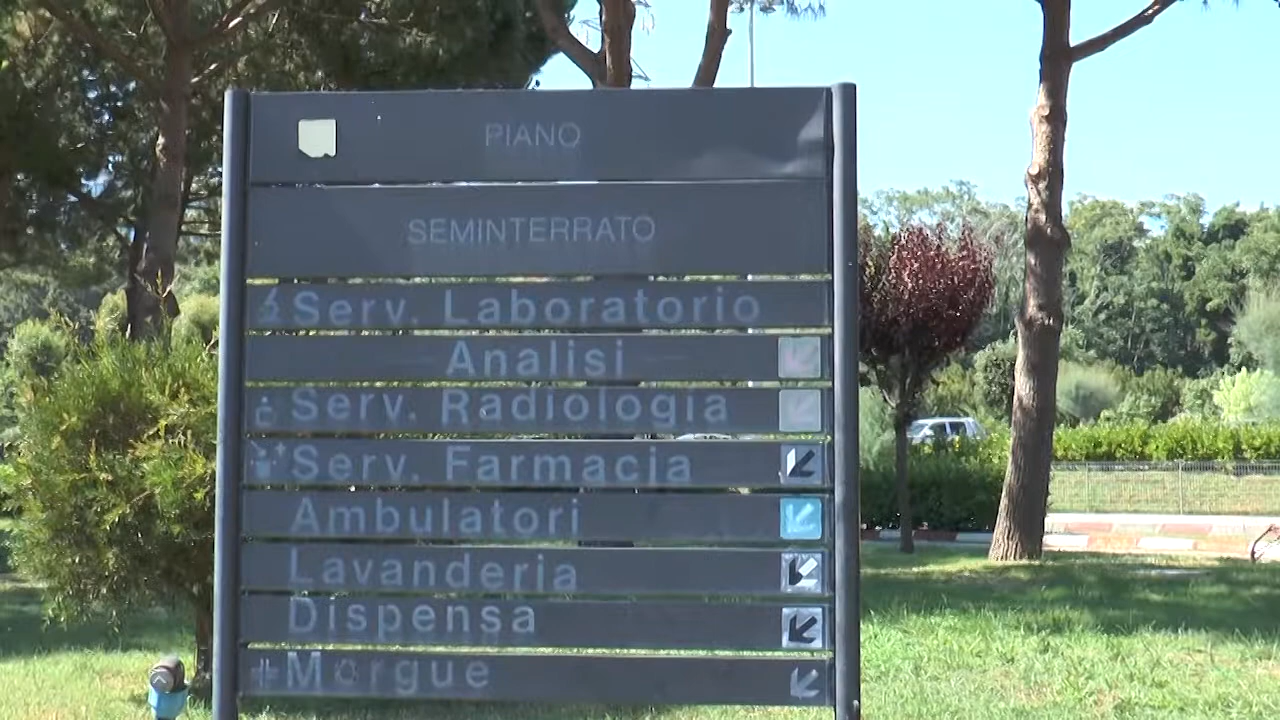 PIANO
SEMINTERRATO
Serv. Laboratorio
Analisi
Serv. Radiologia
Serv. Farmacia
Ambulatori
Lavanderia
Dispensa
Morgue